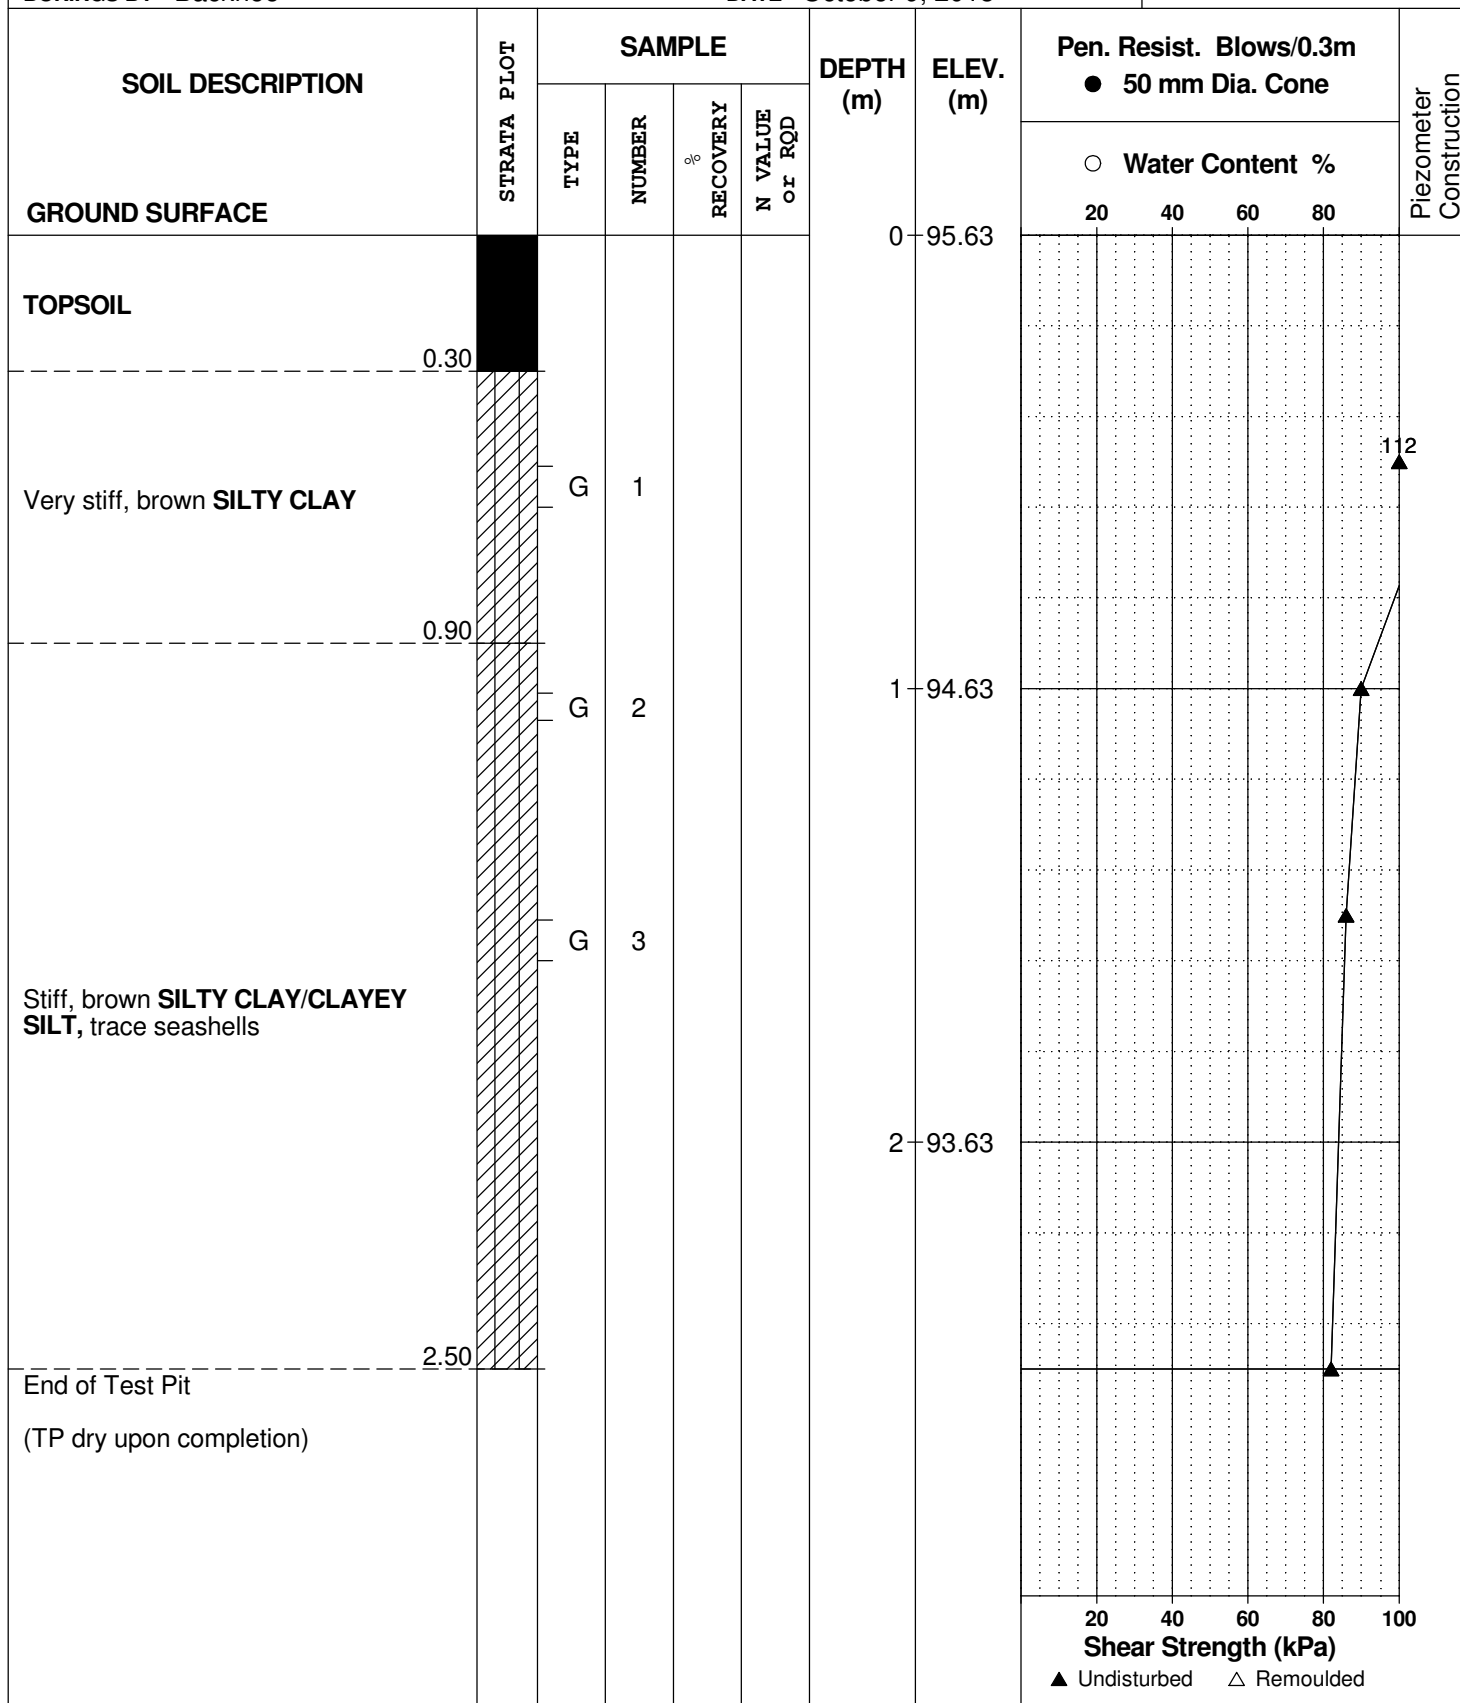 SOIL DESCRIPTION
GROUND SURFACE
STRATA PLOT
SAMPLE
TYPE
NUMBER
%
RECOVERY
N VALUE
or RQD
DEPTH
(m)
ELEV.
(m)
Pen. Resist. Blows/0.3m
● 50 mm Dia. Cone
○ Water Content %
20 40 60 80
Piezometer
Construction
0 95.63
TOPSOIL
0.30
112
Very stiff, brown SILTY CLAY
G 1
0.90
1 94.63
G 2
G 3
Stiff, brown SILTY CLAY/CLAYEY
SILT, trace seashells
2 93.63
2.50
End of Test Pit
(TP dry upon completion)
20 40 60 80 100
Shear Strength (kPa)
▲ Undisturbed △ Remoulded